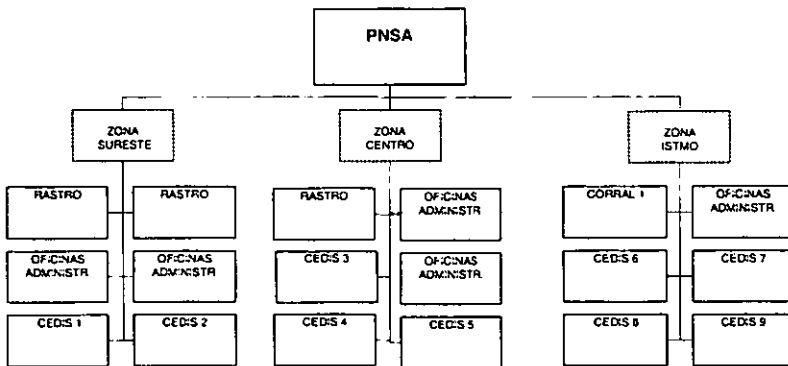 PNSA
ZONA
SURESTE
ZONA
CENTRO
ZONA
ISTMO
RASTRO
RASTRO
RASTRO
OFICINAS
ADMINISTR
CORRAL 1
OFICINAS
ADMINISTR
OFICINAS
ADMINISTR
OFICINAS
ADMINISTR
CEDIS 3
OFICINAS
ADMINISTR
CEDIS 6
CEDIS 7
CEDIS 1
CEDIS 2
CEDIS 4
CEDIS 5
CEDIS 8
CEDIS 9